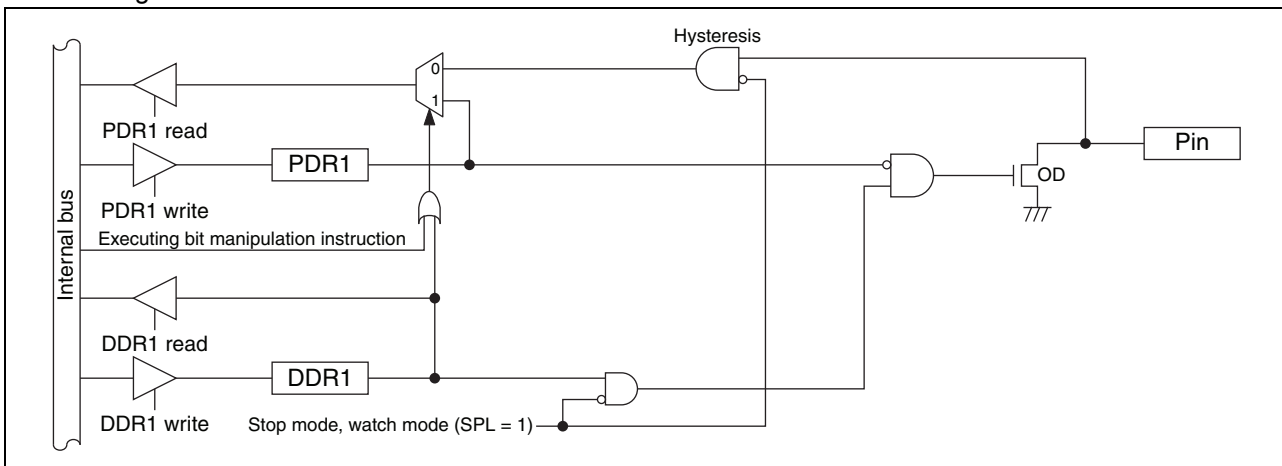 Hysteresis
0
1
PDR1 read
PDR1
Pin
OD
PDR1 write
Executing bit manipulation instruction
Internal bus
DDR1 read
DDR1
DDR1 write
Stop mode, watch mode (SPL = 1)